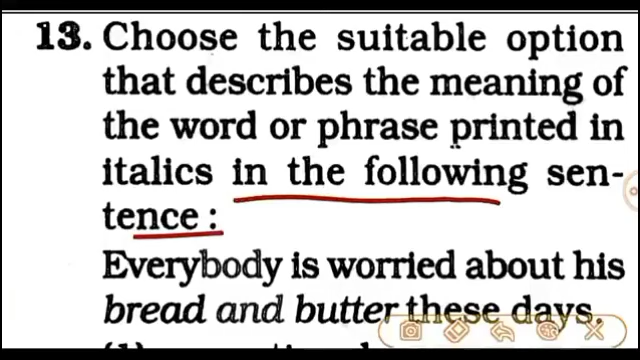 13. Choose the suitable option
that describes the meaning of
the word or phrase printed in
italics in the following sen-
tence :
Everybody is worried about his
bread and butter these days.